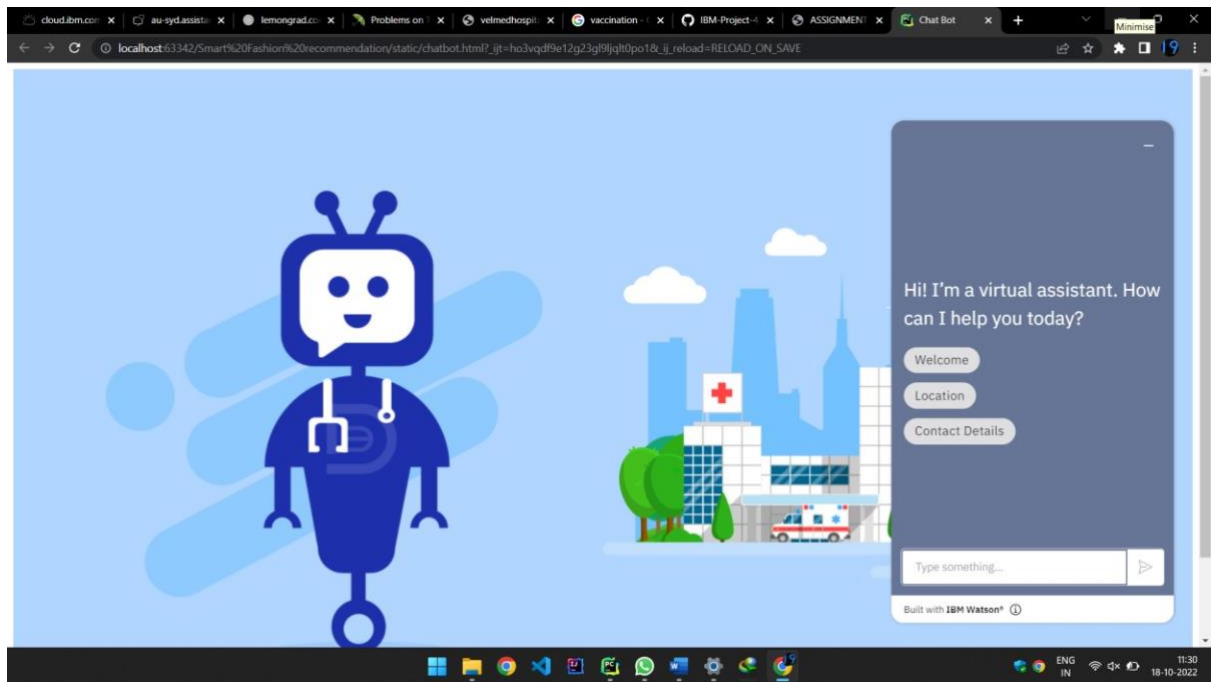 cloud.ibm.com
au-syd.assista
lemongrad.co
Problems on T
velmedhospit
vaccination - G
IBM-Project-4
ASSIGNMENT
Chat Bot
Minimise
localhost:63342/Smart%20Fashion%20recommendation/static/chatbot.html?_ijt=ho3vqdf9e12g23gl9ljqlt0po1&_ij_reload=RELOAD_ON_SAVE
Hi! I'm a virtual assistant. How
can I help you today?
Welcome
Location
Contact Details
Type something...
Built with IBM Watson®
ENG
IN
11:30
18-10-2022